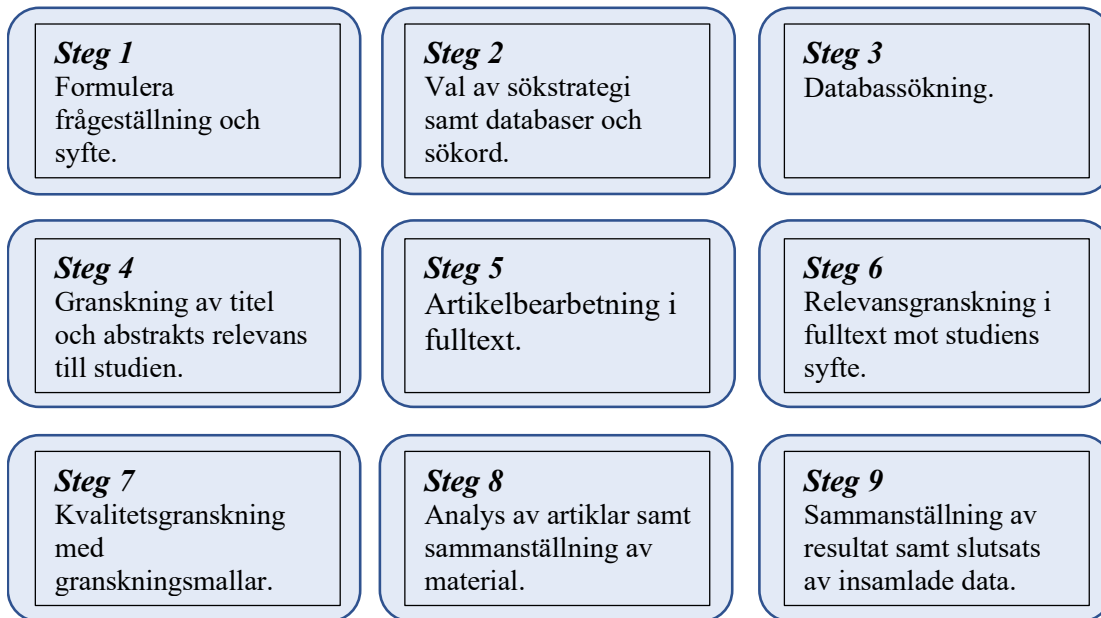 Steg 1
Formulera
frågeställning och
syfte.
Steg 2
Val av sökstrategi
samt databaser och
sökord.
Steg 3
Databassökning.
Steg 4
Granskning av titel
och abstrakts relevans
till studien.
Steg 5
Artikelbearbetning i
fulltext.
Steg 6
Relevansgranskning i
fulltext mot studiens
syfte.
Steg 7
Kvalitetsgranskning
med
granskningsmallar.
Steg 8
Analys av artiklar samt
sammanställning av
material.
Steg 9
Sammanställning av
resultat samt slutsats
av insamlade data.